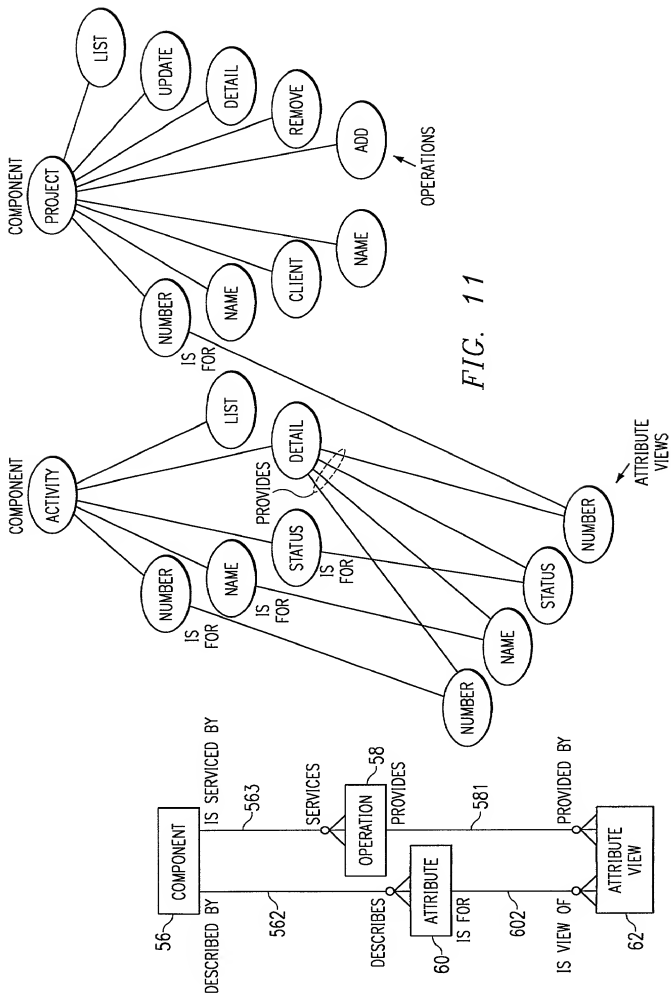 COMPONENT
PROJECT
LIST
UPDATE
DETAIL
REMOVE
ADD
OPERATIONS
NUMBER
IS
FOR
NAME
CLIENT
NAME
FIG. 11
COMPONENT
ACTIVITY
LIST
DETAIL
PROVIDES
NUMBER
IS
FOR
NAME
IS
FOR
STATUS
IS
FOR
NUMBER
NAME
STATUS
NUMBER
ATTRIBUTE
VIEWS
56
COMPONENT
DESCRIBED BY
IS SERVICED BY
562
563
DESCRIBES
SERVICES
60
ATTRIBUTE
58
OPERATION
IS FOR
PROVIDES
602
581
IS VIEW OF
PROVIDED BY
62
ATTRIBUTE
VIEW